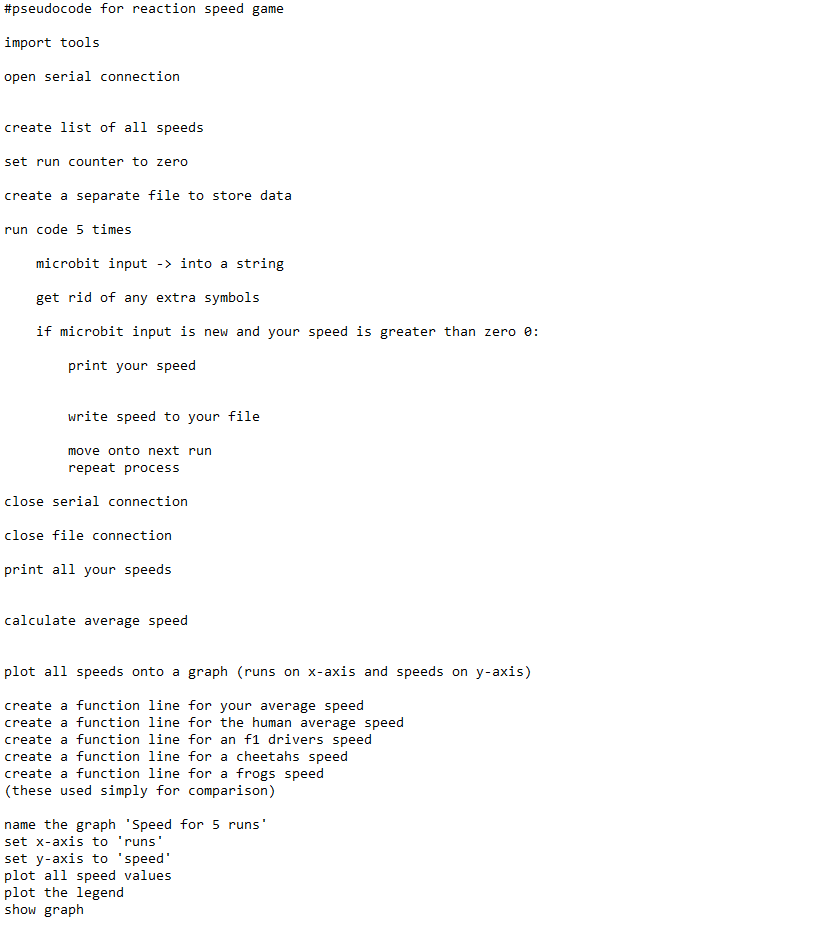 #pseudocode for reaction speed game
import tools
open serial connection
create list of all speeds
set run counter to zero
create a separate file to store data
run code 5 times
microbit input -> into a string
get rid of any extra symbols
if microbit input is new and your speed is greater than zero 0:
print your speed
write speed to your file
move onto next run
repeat process
close serial connection
close file connection
print all your speeds
calculate average speed
plot all speeds onto a graph (runs on x-axis and speeds on y-axis)
create a function line for your average speed
create a function line for the human average speed
create a function line for an f1 drivers speed
create a function line for a cheetahs speed
create a function line for a frogs speed
(these used simply for comparison)
name the graph 'Speed for 5 runs'
set x-axis to 'runs'
set y-axis to 'speed'
plot all speed values
plot the legend
show graph